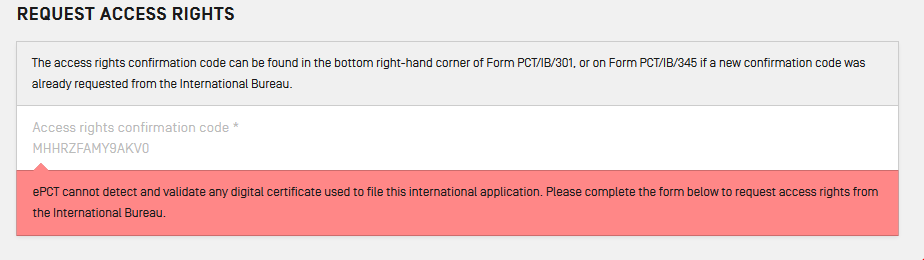 REQUEST ACCESS RIGHTS
The access rights confirmation code can be found in the bottom right-hand corner of Form PCT/IB/301, or on Form PCT/IB/345 if a new confirmation code was
already requested from the International Bureau.
Access rights confirmation code *
MHHRZFAMY9AKV0
ePCT cannot detect and validate any digital certificate used to file this international application. Please complete the form below to request access rights from
the International Bureau.